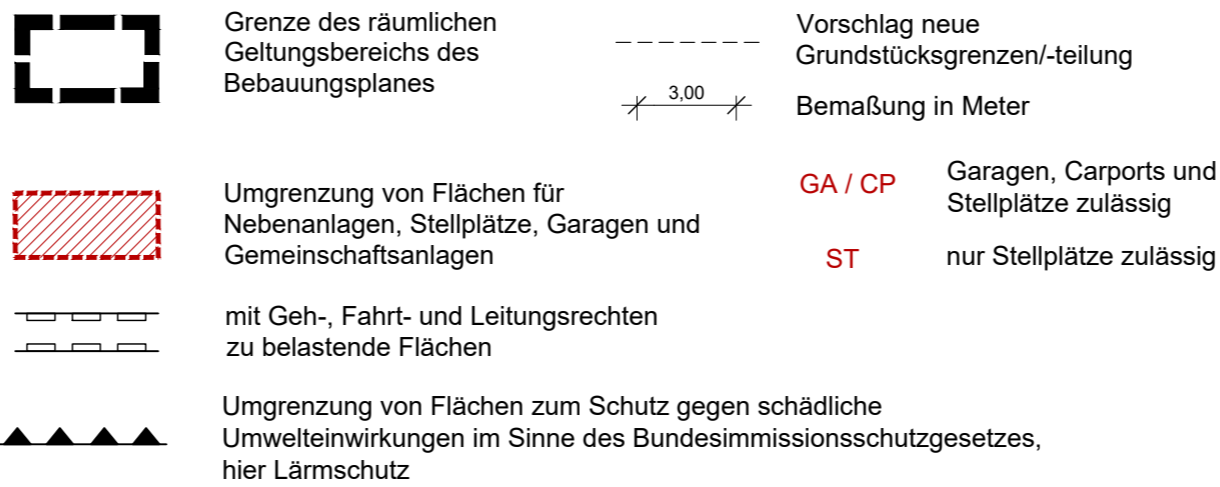 Grenze des räumlichen
Geltungsbereichs des
Bebauungsplanes
Vorschlag neue
Grundstücksgrenzen/-teilung
3,00
Bemaßung in Meter
Umgrenzung von Flächen für
Nebenanlagen, Stellplätze, Garagen und
Gemeinschaftsanlagen
GA / CP
Garagen, Carports und
Stellplätze zulässig
ST
nur Stellplätze zulässig
mit Geh-, Fahrt- und Leitungsrechten
zu belastende Flächen
Umgrenzung von Flächen zum Schutz gegen schädliche
Umwelteinwirkungen im Sinne des Bundesimmissionsschutzgesetzes,
hier Lärmschutz